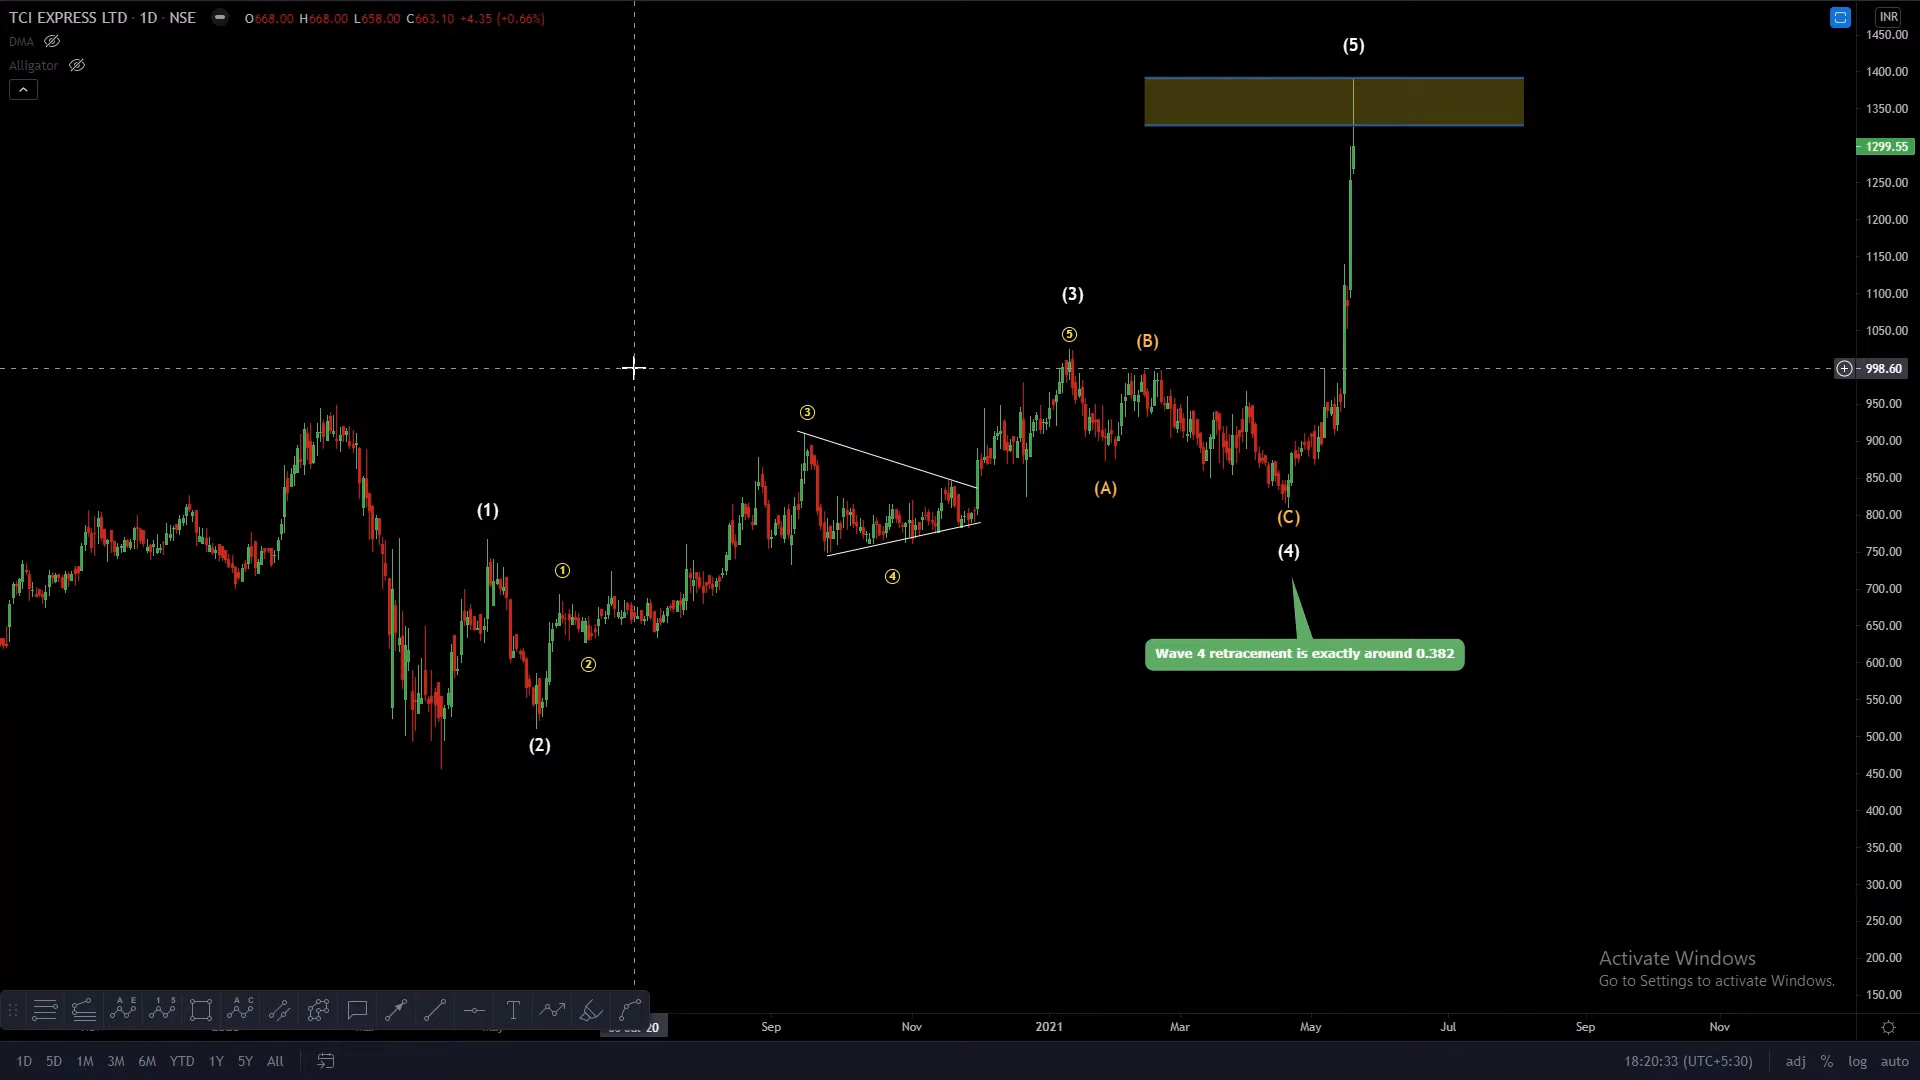 TCI EXPRESS LTD · 1D · NSE O668.00 H668.00 L658.00 C663.10 +4.35 (+0.66%)
DMA
Alligator
INR
1450.00
1400.00
1350.00
1299.55
1250.00
1200.00
1150.00
1100.00
1050.00
998.60
950.00
900.00
850.00
800.00
750.00
700.00
650.00
600.00
550.00
500.00
450.00
400.00
350.00
300.00
250.00
200.00
150.00
(5)
(3)
5
(B)
3
(A)
(1)
(C)
(4)
1
4
2
(2)
Wave 4 retracement is exactly around 0.382
Activate Windows
Go to Settings to activate Windows.
A E
1 5
A C
T
20
Sep
Nov
2021
Mar
May
Jul
Sep
Nov
1D 5D 1M 3M 6M YTD 1Y 5Y All
18:20:33 (UTC+5:30) adj % log auto